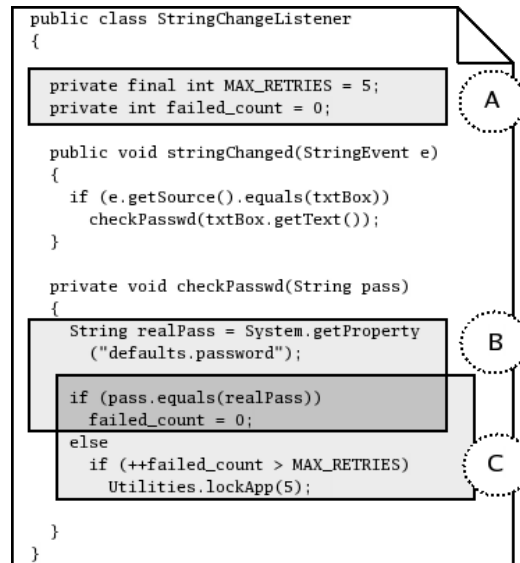 public class StringChangeListener
{
private final int MAX_RETRIES = 5;
private int failed_count = 0;
A
public void stringChanged(StringEvent e)
{
if (e.getSource().equals(txtBox))
checkPasswd(txtBox.getText());
}
private void checkPasswd(String pass)
{
String realPass = System.getProperty
("defaults.password");
B
if (pass.equals(realPass))
failed_count = 0;
else
if (++failed_count > MAX_RETRIES)
Utilities.lockApp(5);
C
}
}